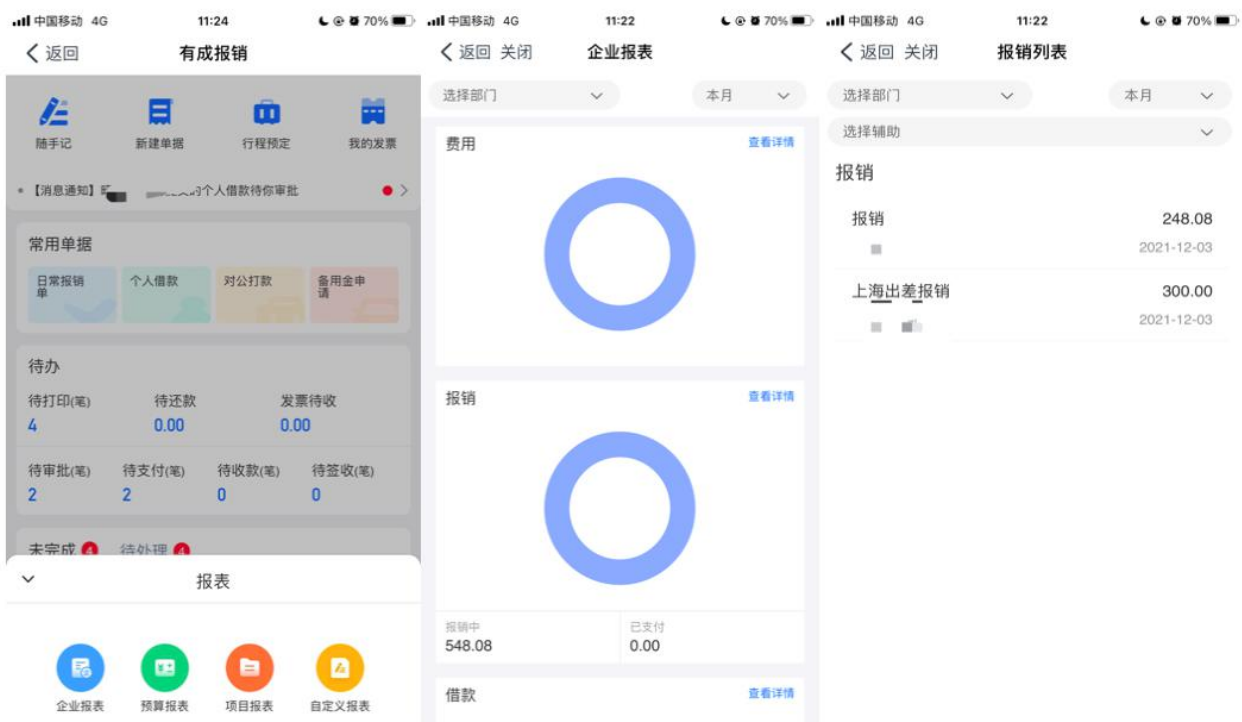 中国移动 4G 11:24 70%
返回 有成报销
随手记 新建单据 行程预定 我的发票
【消息通知】 的个人借款待你审批
常用单据
日常报销单 个人借款 对公打款 备用金申请
待办
待打印(笔) 待还款 发票待收
4 0.00 0.00
待审批(笔) 待支付(笔) 待收款(笔) 待签收(笔)
2 2 0 0
未完成 4 待处理 4
报表
企业报表 预算报表 项目报表 自定义报表
中国移动 4G 11:22 70%
返回 关闭 企业报表
选择部门 本月
费用 查看详情
报销 查看详情
报销中 已支付
548.08 0.00
借款 查看详情
中国移动 4G 11:22 70%
返回 关闭 报销列表
选择部门 本月
选择辅助
报销
报销 248.08
2021-12-03
上海出差报销 300.00
2021-12-03